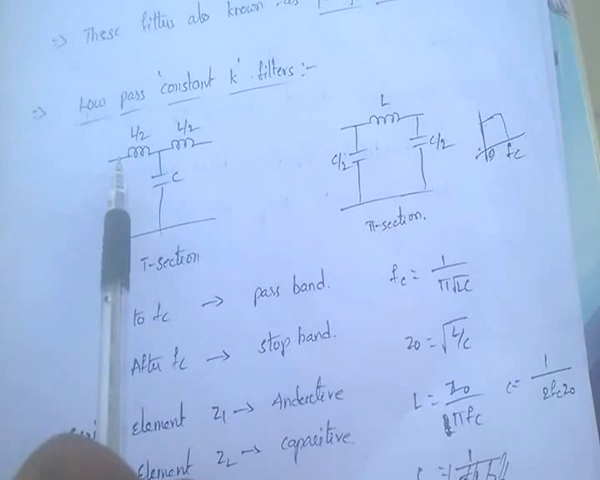 => These filters also known as
=> Low pass 'constant k' filters :-
L/2 L/2
C
T-section
L
C/2 C/2
π-section.
0 fc
to fc → pass band.
After fc → stop band.
element Z1 → Inductive
element Z2 → capacitive
fc = 1/π√LC
Z0 = √L/C
L = Z0/πfc C = 1/2fcZ0